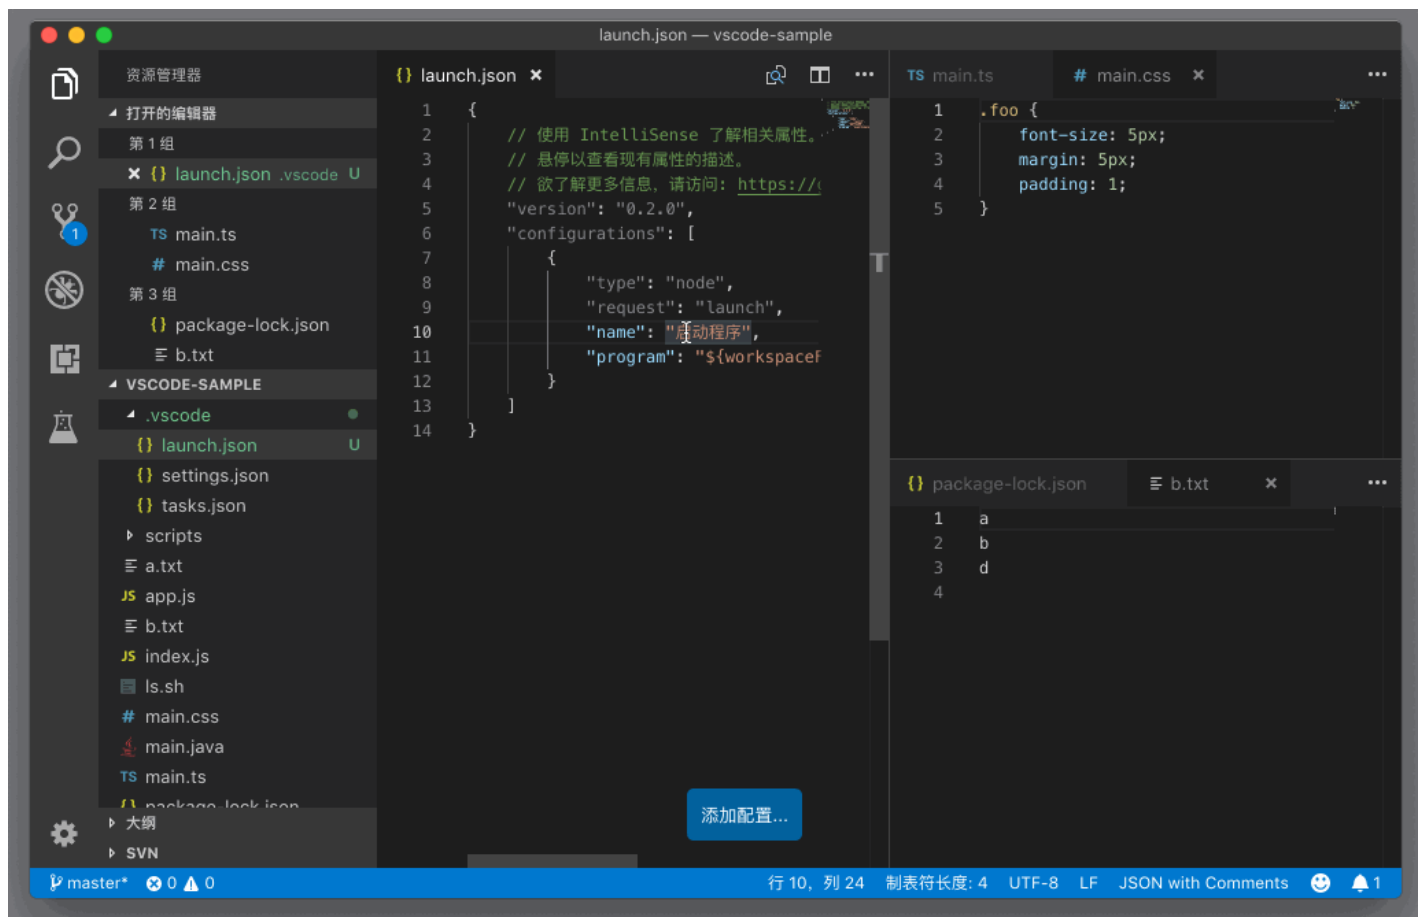 launch.json — vscode-sample
资源管理器
打开的编辑器
第 1 组
launch.json .vscode U
第 2 组
TS main.ts
# main.css
第 3 组
{} package-lock.json
b.txt
VSCODE-SAMPLE
.vscode
{} launch.json U
{} settings.json
{} tasks.json
scripts
a.txt
JS app.js
b.txt
JS index.js
ls.sh
# main.css
main.java
TS main.ts
{} package-lock.json
大纲
SVN
1
{} launch.json
1 {
2 // 使用 IntelliSense 了解相关属性。
3 // 悬停以查看现有属性的描述。
4 // 欲了解更多信息，请访问: https://
5 "version": "0.2.0",
6 "configurations": [
7 {
8 "type": "node",
9 "request": "launch",
10 "name": "启动程序",
11 "program": "${workspaceF
12 }
13 ]
14 }
添加配置...
TS main.ts
# main.css
1 .foo {
2 font-size: 5px;
3 margin: 5px;
4 padding: 1;
5 }
{} package-lock.json
b.txt
1 a
2 b
3 d
4
master* 0 0
行 10，列 24 制表符长度: 4 UTF-8 LF JSON with Comments 1